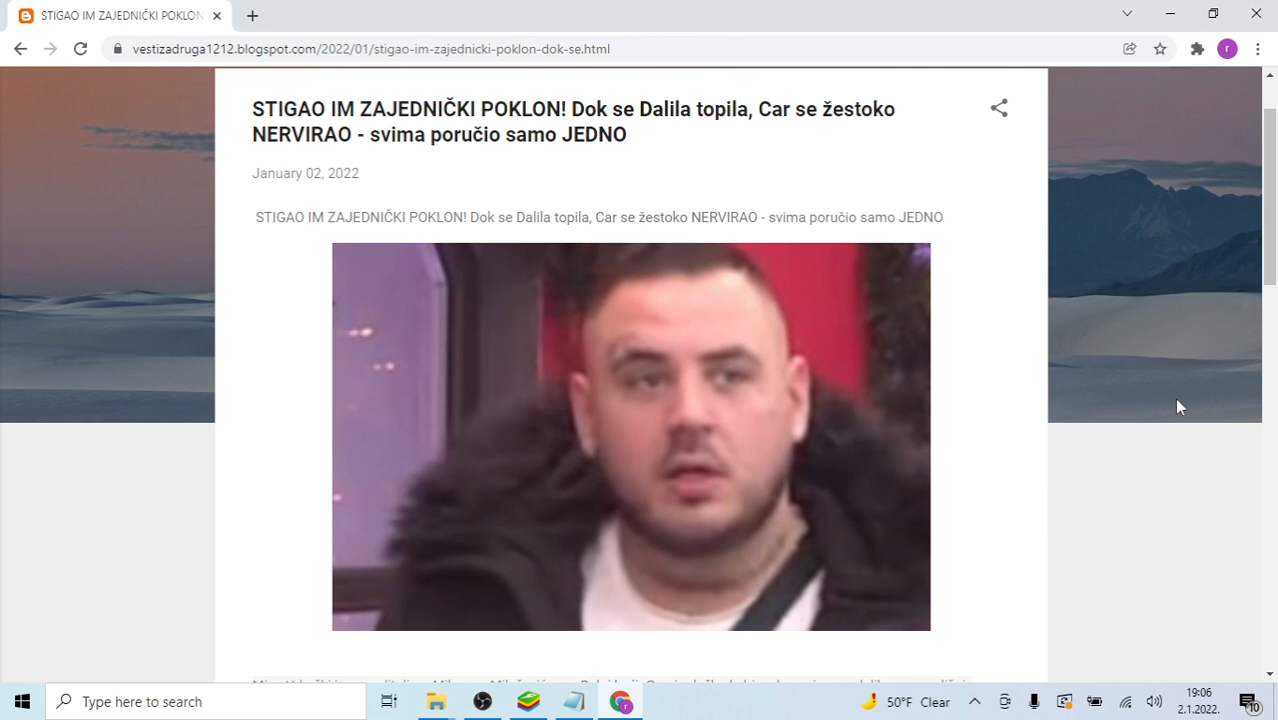 STIGAO IM ZAJEDNIČKI POKLON
vestizadruga1212.blogspot.com/2022/01/stigao-im-zajednicki-poklon-dok-se.html
r
STIGAO IM ZAJEDNIČKI POKLON! Dok se Dalila topila, Car se žestoko
NERVIRAO - svima poručio samo JEDNO
January 02, 2022
STIGAO IM ZAJEDNIČKI POKLON! Dok se Dalila topila, Car se žestoko NERVIRAO - svima poručio samo JEDNO
Type here to search
50°F Clear
19:06
2.1.2022.
10